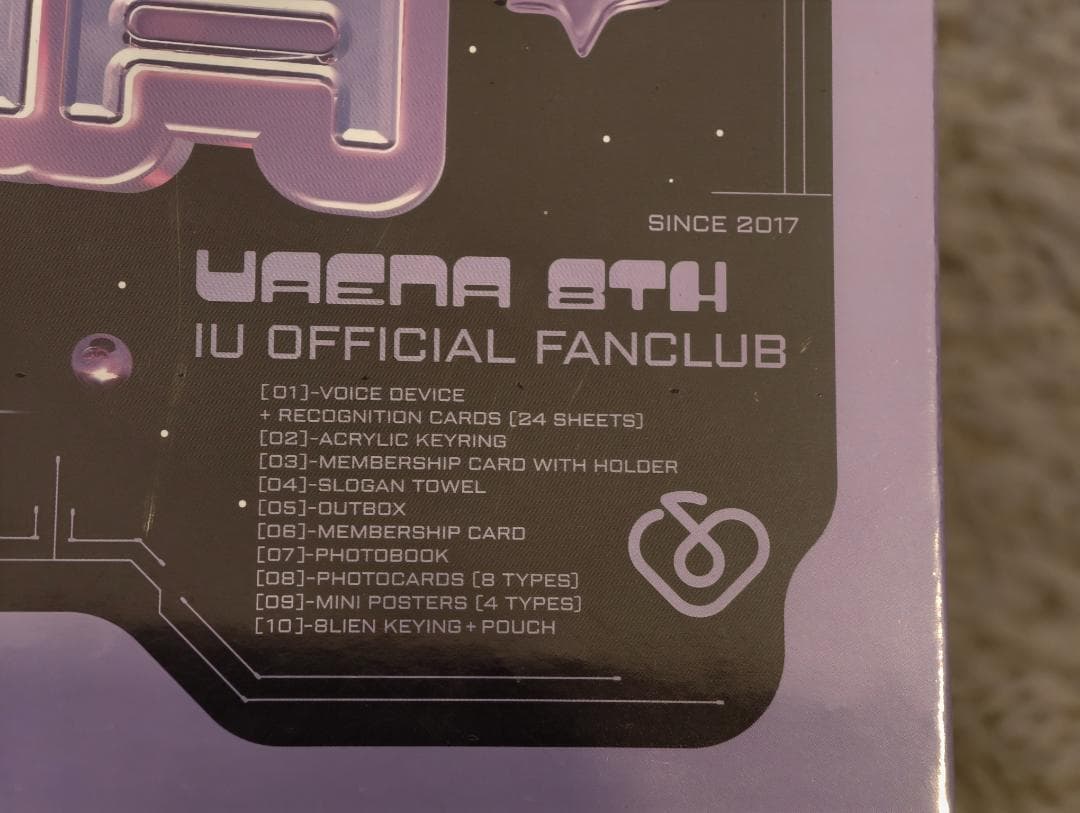 SINCE 2017
UAENA 8TH
IU OFFICIAL FANCLUB
[01]-VOICE DEVICE
+ RECOGNITION CARDS [24 SHEETS]
[02]-ACRYLIC KEYRING
[03]-MEMBERSHIP CARD WITH HOLDER
[04]-SLOGAN TOWEL
[05]-OUTBOX
[06]-MEMBERSHIP CARD
[07]-PHOTOBOOK
[08]-PHOTOCARDS [8 TYPES]
[09]-MINI POSTERS [4 TYPES]
[10]-8LIEN KEYING+POUCH